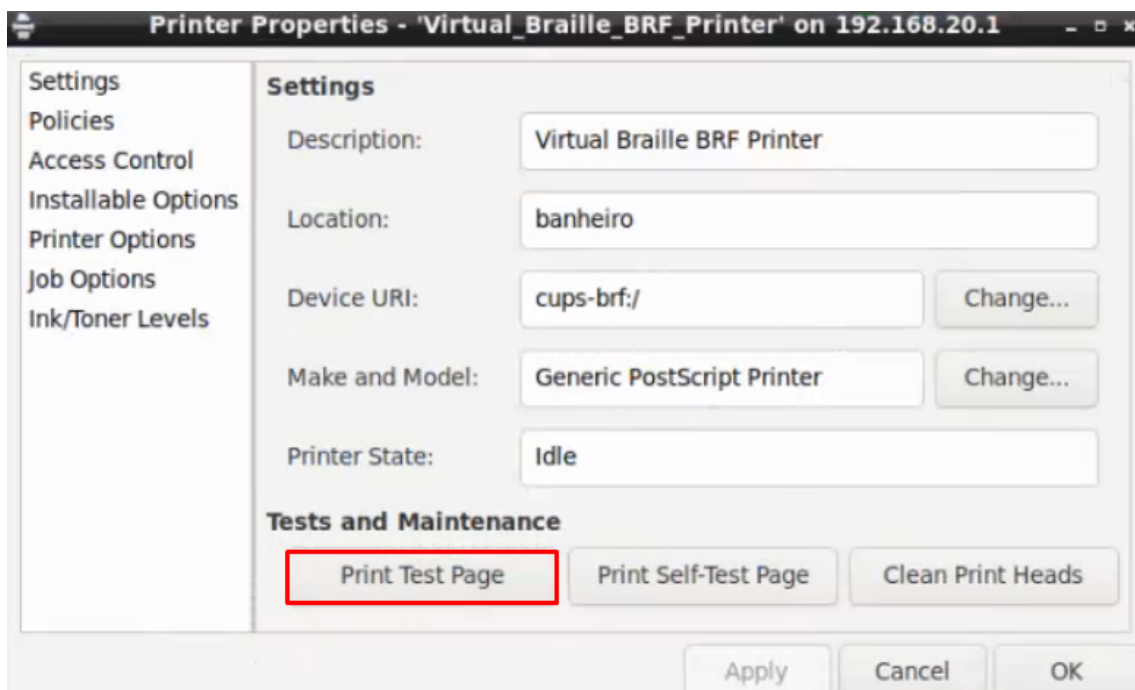 Printer Properties - 'Virtual_Braille_BRF_Printer' on 192.168.20.1
Settings
Policies
Access Control
Installable Options
Printer Options
Job Options
Ink/Toner Levels
Settings
Description: Virtual Braille BRF Printer
Location: banheiro
Device URI: cups-brf:/ Change...
Make and Model: Generic PostScript Printer Change...
Printer State: Idle
Tests and Maintenance
Print Test Page Print Self-Test Page Clean Print Heads
Apply Cancel OK